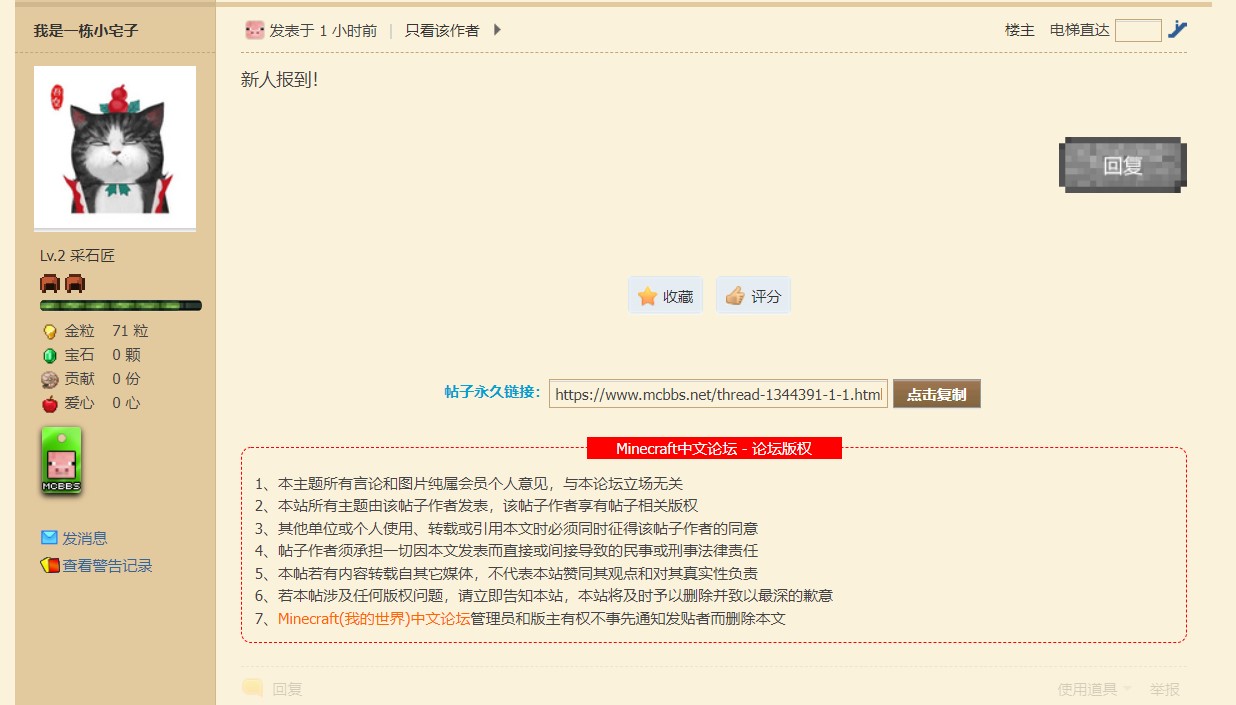 我是一栋小宅子
发表于 1 小时前 | 只看该作者
楼主 电梯直达
新人报到！
回复
Lv.2 采石匠
金粒 71 粒
宝石 0 颗
贡献 0 份
爱心 0 心
MCBBS
发消息
查看警告记录
收藏
评分
帖子永久链接：
https://www.mcbbs.net/thread-1344391-1-1.html
点击复制
Minecraft中文论坛 - 论坛版权
1、本主题所有言论和图片纯属会员个人意见，与本论坛立场无关
2、本站所有主题由该帖子作者发表，该帖子作者享有帖子相关版权
3、其他单位或个人使用、转载或引用本文时必须同时征得该帖子作者的同意
4、帖子作者须承担一切因本文发表而直接或间接导致的民事或刑事法律责任
5、本帖若有内容转载自其它媒体，不代表本站赞同其观点和对其真实性负责
6、若本帖涉及任何版权问题，请立即告知本站，本站将及时予以删除并致以最深的歉意
7、Minecraft(我的世界)中文论坛管理员和版主有权不事先通知发贴者而删除本文
回复
使用道具 举报